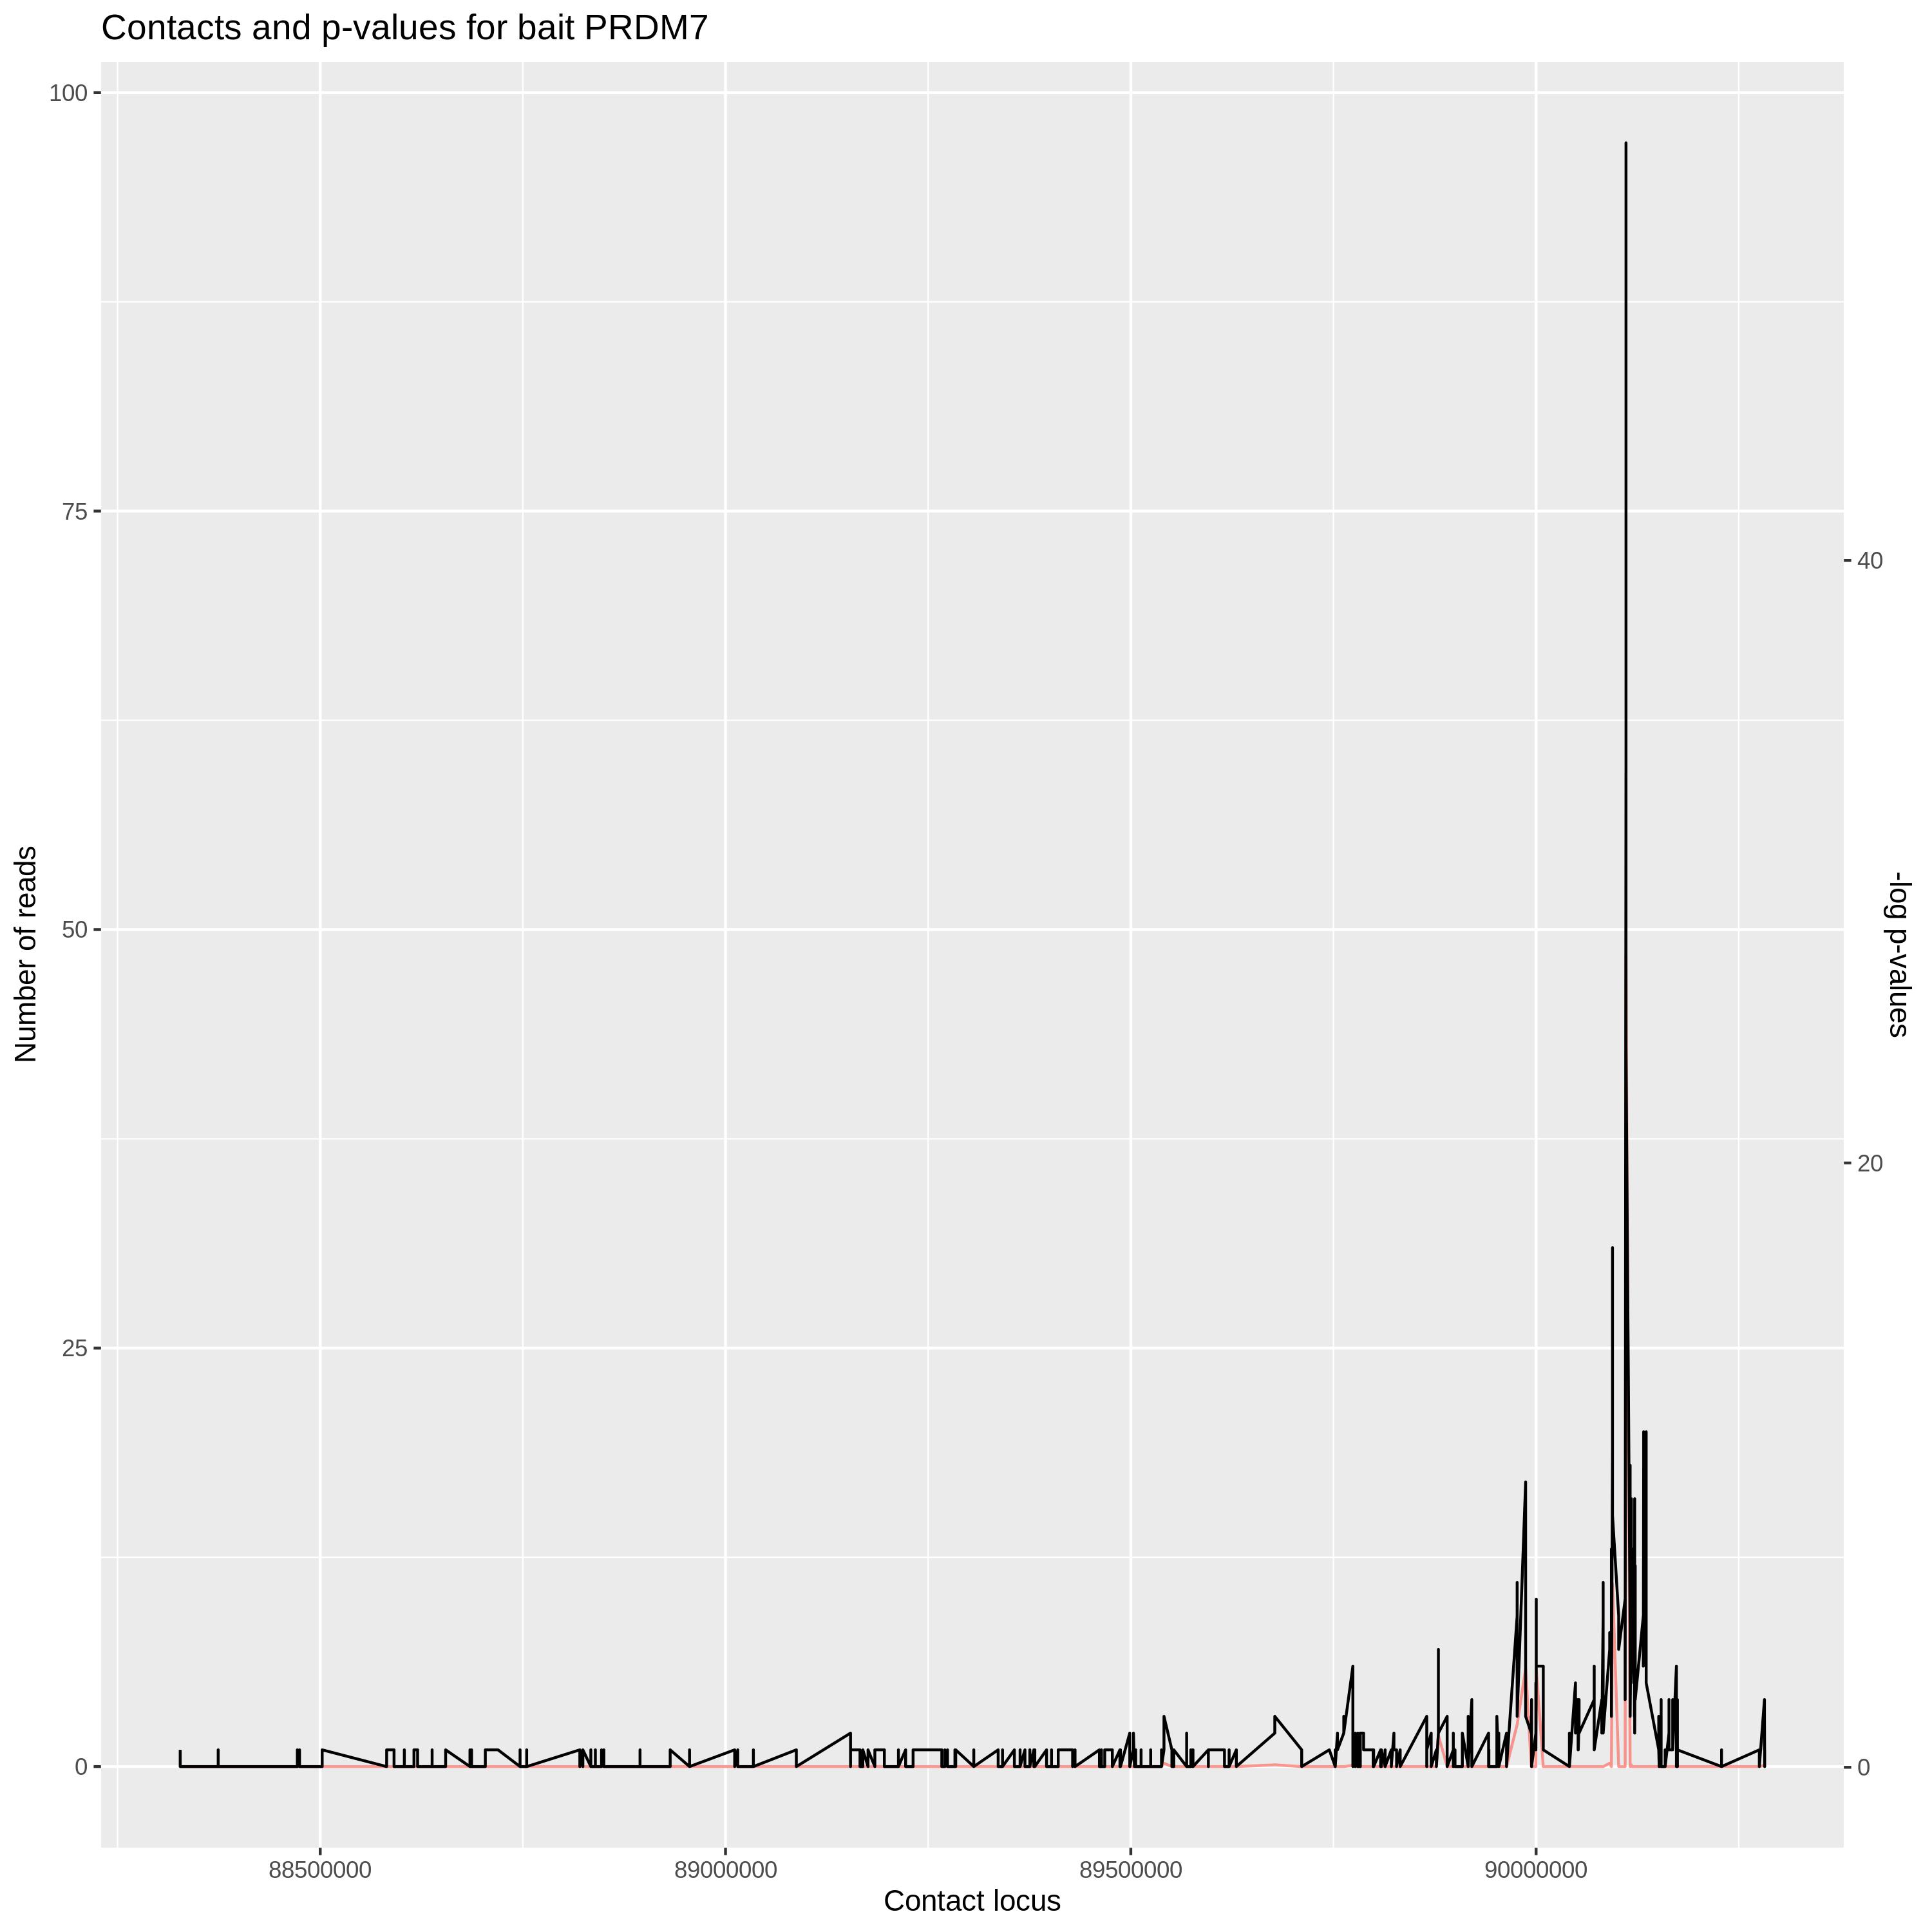 Contacts and p-values for bait PRDM7
100
75
50
25
0
Number of reads
40
20
0
-log p-values
88500000 89000000 89500000 90000000
Contact locus